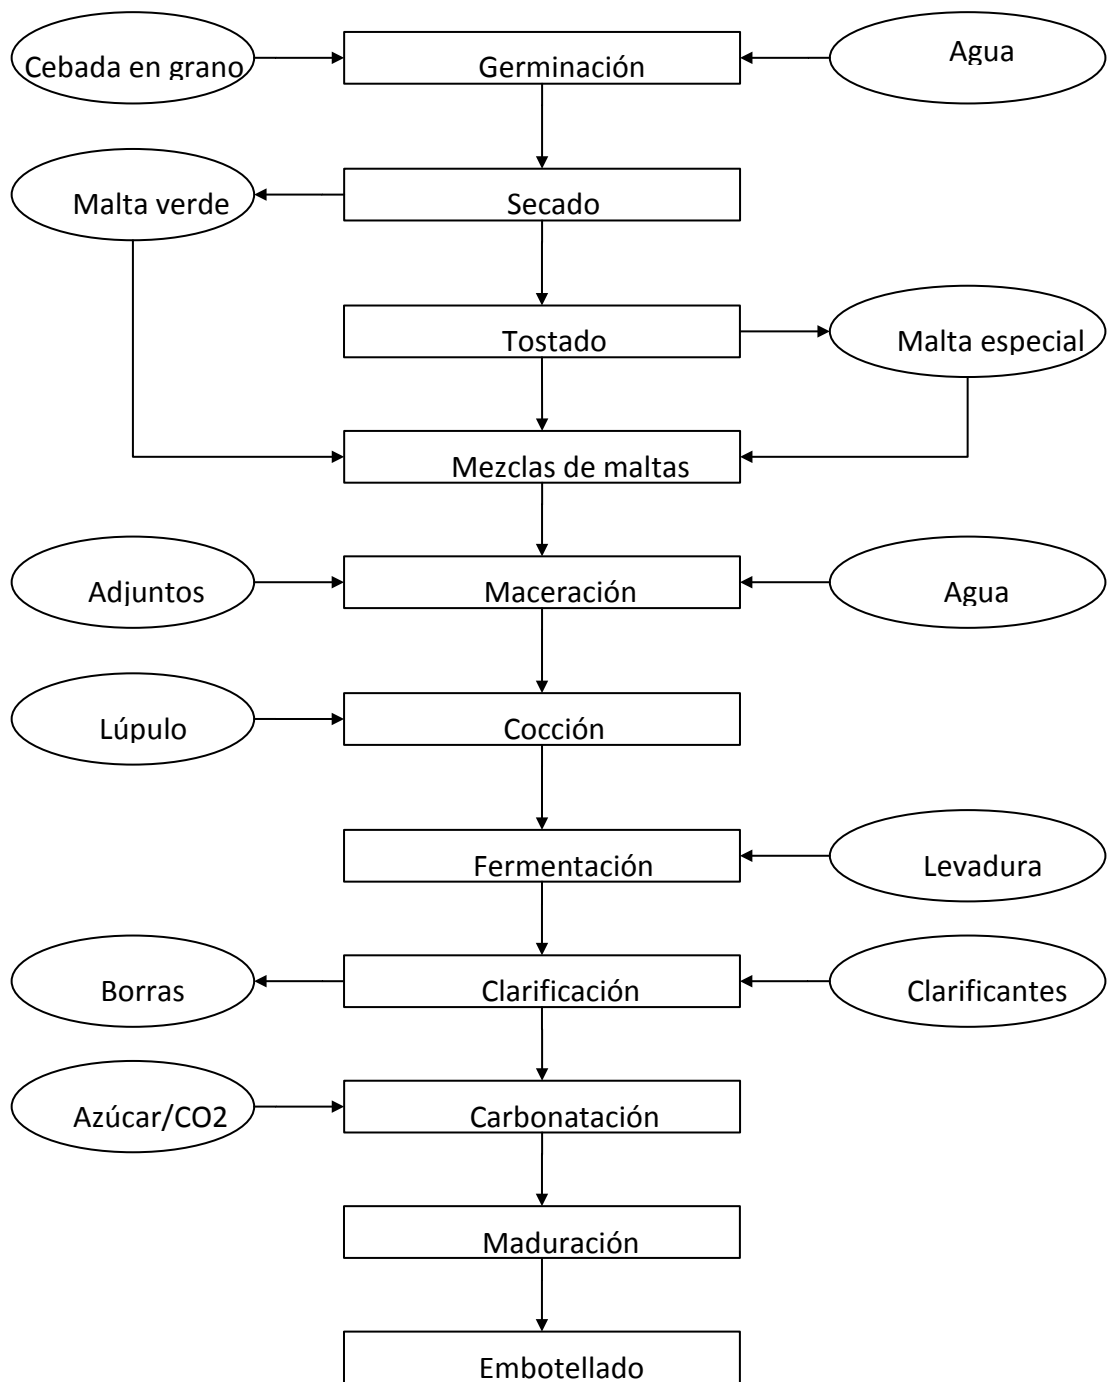 Cebada en grano
Germinación
Agua
Malta verde
Secado
Tostado
Malta especial
Mezclas de maltas
Adjuntos
Maceración
Agua
Lúpulo
Cocción
Fermentación
Levadura
Borras
Clarificación
Clarificantes
Azúcar/CO2
Carbonatación
Maduración
Embotellado